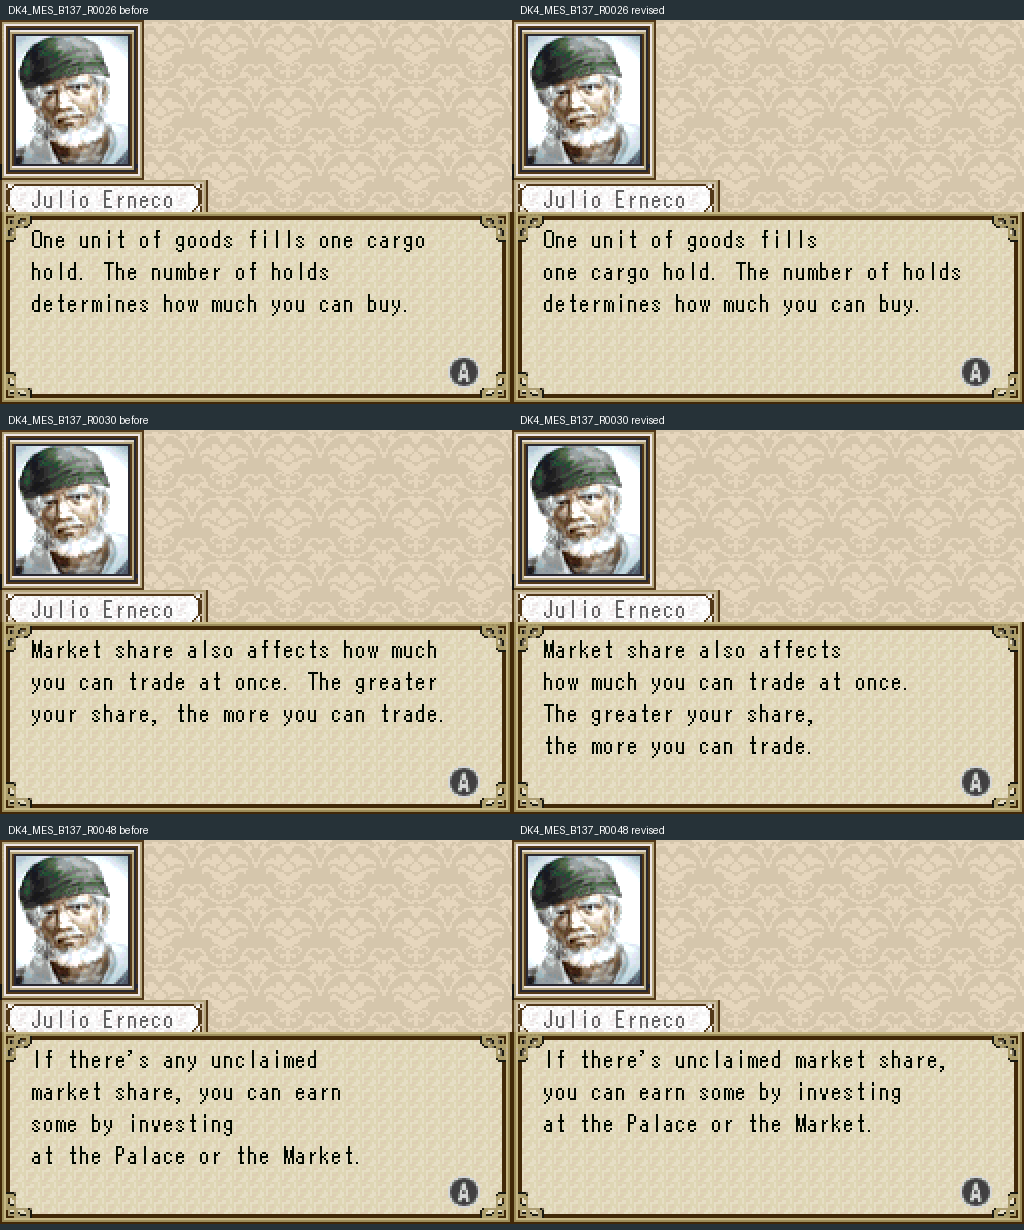 DK4_MES_B137_R0026 before
Julio Erneco
One unit of goods fills one cargo
hold. The number of holds
determines how much you can buy.
A
DK4_MES_B137_R0026 revised
Julio Erneco
One unit of goods fills
one cargo hold. The number of holds
determines how much you can buy.
A
DK4_MES_B137_R0030 before
Julio Erneco
Market share also affects how much
you can trade at once. The greater
your share, the more you can trade.
A
DK4_MES_B137_R0030 revised
Julio Erneco
Market share also affects
how much you can trade at once.
The greater your share,
the more you can trade.
A
DK4_MES_B137_R0048 before
Julio Erneco
If there's any unclaimed
market share, you can earn
some by investing
at the Palace or the Market.
A
DK4_MES_B137_R0048 revised
Julio Erneco
If there's unclaimed market share,
you can earn some by investing
at the Palace or the Market.
A